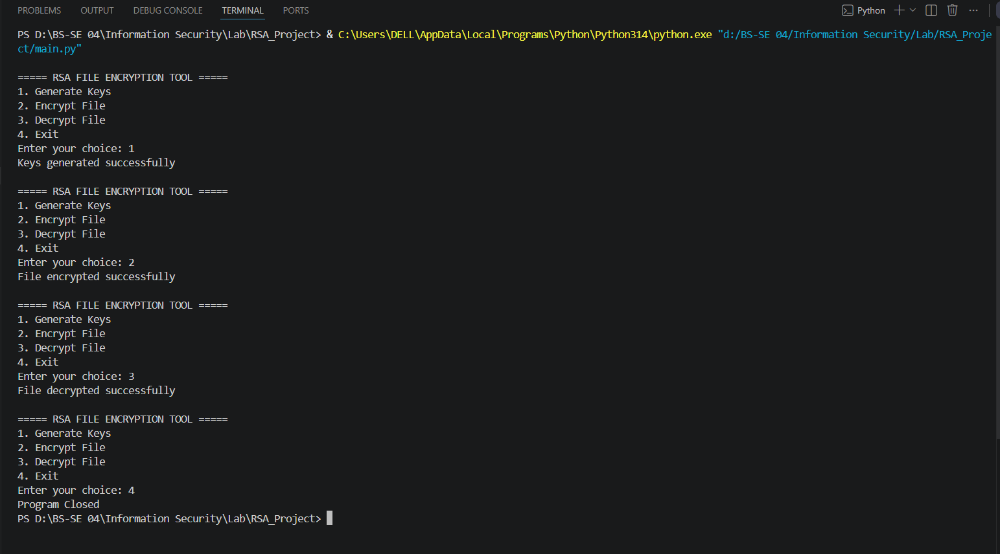 PROBLEMS OUTPUT DEBUG CONSOLE TERMINAL PORTS Python
PS D:\BS-SE 04\Information Security\Lab\RSA_Project> & C:\Users\DELL\AppData\Local\Programs\Python\Python314\python.exe "d:/BS-SE 04/Information Security/Lab/RSA_Proje
ct/main.py"
===== RSA FILE ENCRYPTION TOOL =====
1. Generate Keys
2. Encrypt File
3. Decrypt File
4. Exit
Enter your choice: 1
Keys generated successfully
===== RSA FILE ENCRYPTION TOOL =====
1. Generate Keys
2. Encrypt File
3. Decrypt File
4. Exit
Enter your choice: 2
File encrypted successfully
===== RSA FILE ENCRYPTION TOOL =====
1. Generate Keys
2. Encrypt File
3. Decrypt File
4. Exit
Enter your choice: 3
File decrypted successfully
===== RSA FILE ENCRYPTION TOOL =====
1. Generate Keys
2. Encrypt File
3. Decrypt File
4. Exit
Enter your choice: 4
Program Closed
PS D:\BS-SE 04\Information Security\Lab\RSA_Project>